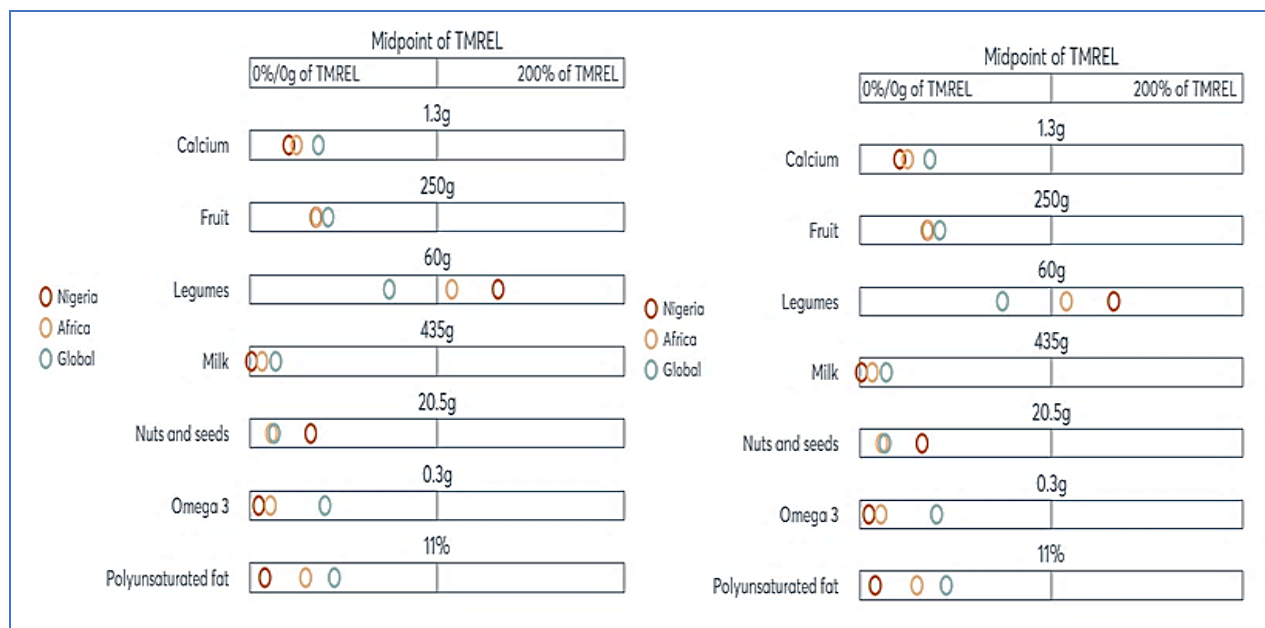 Midpoint of TMREL
0%/0g of TMREL 200% of TMREL
1.3g
Calcium
250g
Fruit
60g
Legumes
435g
Milk
20.5g
Nuts and seeds
0.3g
Omega 3
11%
Polyunsaturated fat
Nigeria
Africa
Global
Midpoint of TMREL
0%/0g of TMREL 200% of TMREL
1.3g
Calcium
250g
Fruit
60g
Legumes
435g
Milk
20.5g
Nuts and seeds
0.3g
Omega 3
11%
Polyunsaturated fat
Nigeria
Africa
Global